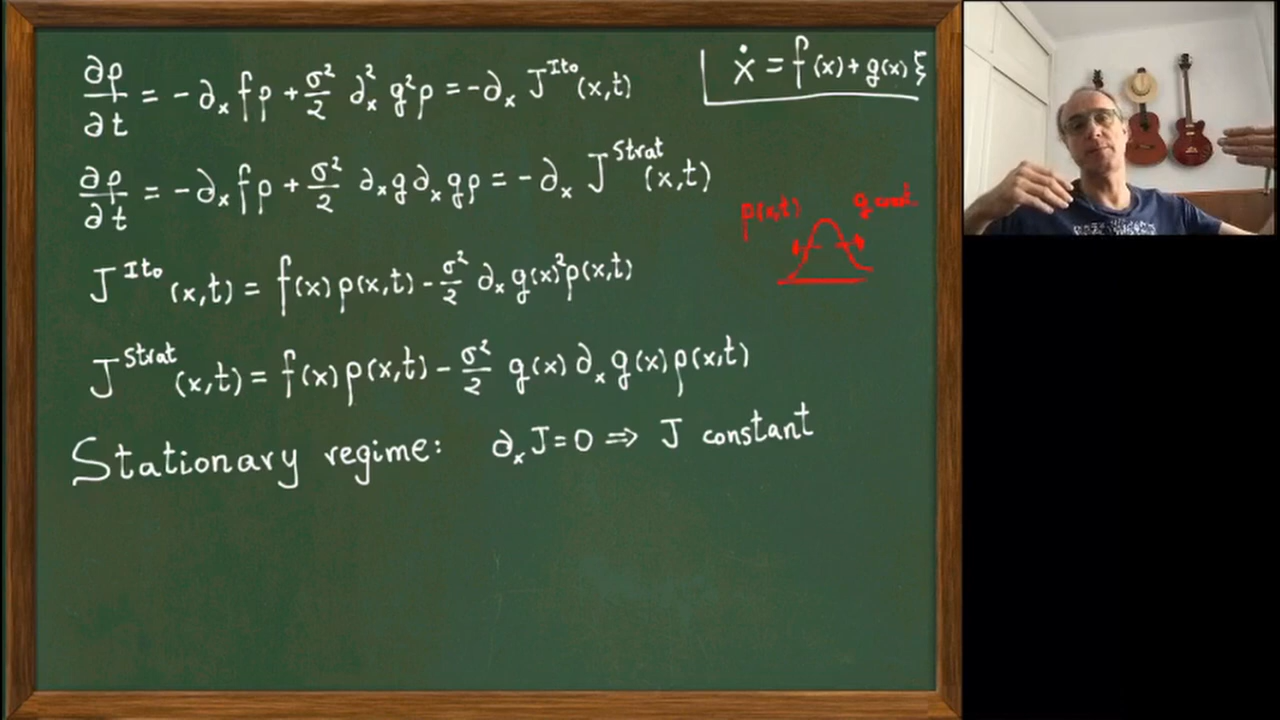 ∂ρ/∂t = -∂ₓ fρ + σ²/2 ∂ₓ² g²ρ = -∂ₓ J^Ito (x,t)
ẋ = f(x) + g(x) ξ
∂ρ/∂t = -∂ₓ fρ + σ²/2 ∂ₓ g ∂ₓ gρ = -∂ₓ J^Strat (x,t)
ρ(x,t) g const
J^Ito (x,t) = f(x) ρ(x,t) - σ²/2 ∂ₓ g(x)² ρ(x,t)
J^Strat (x,t) = f(x) ρ(x,t) - σ²/2 g(x) ∂ₓ g(x) ρ(x,t)
Stationary regime: ∂ₓJ=0 ⇒ J constant